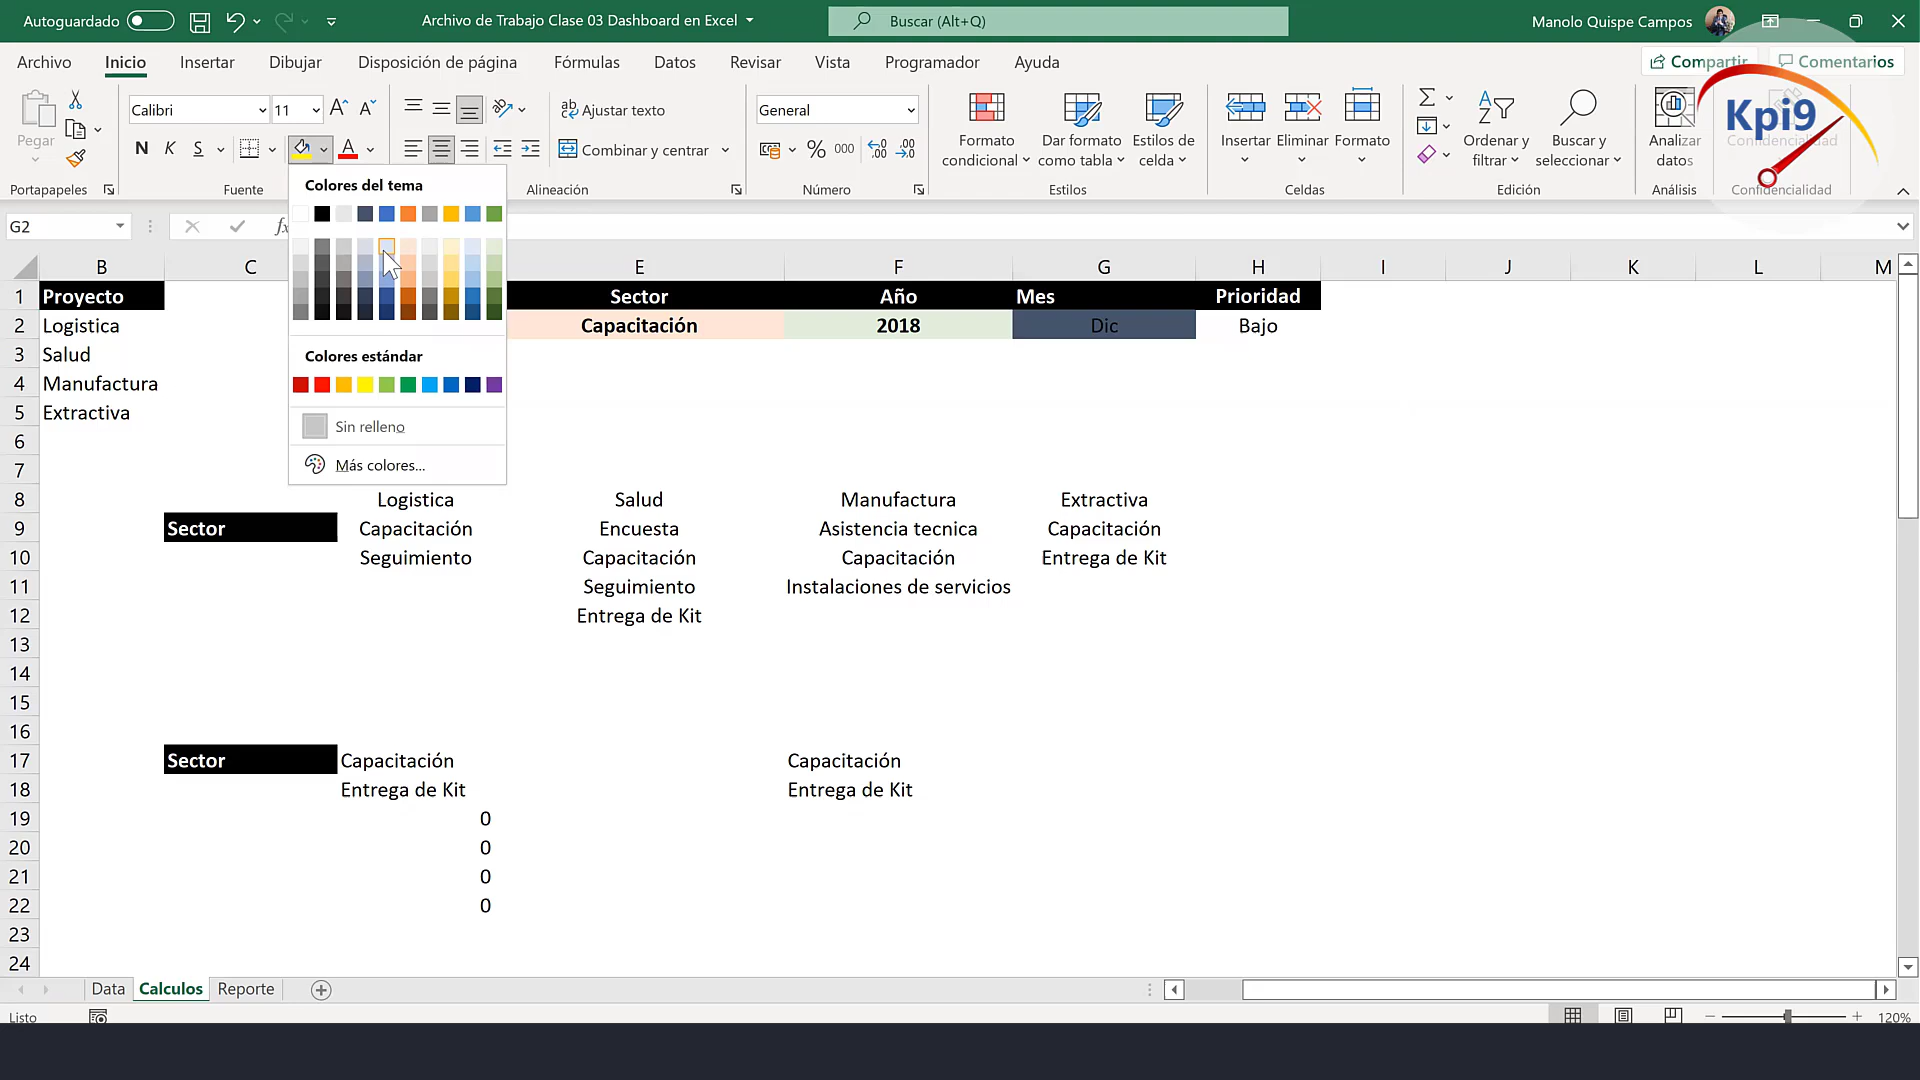 Autoguardado
Archivo de Trabajo Clase 03 Dashboard en Excel
Buscar (Alt+Q)
Manolo Quispe Campos
Archivo Inicio Insertar Dibujar Disposición de página Fórmulas Datos Revisar Vista Programador Ayuda
Compartir Comentarios
Pegar
Calibri 11
Ajustar texto
General
N K S
Combinar y centrar
% 000
Formato condicional
Dar formato como tabla
Estilos de celda
Insertar Eliminar Formato
Ordenar y filtrar
Buscar y seleccionar
Analizar datos
Confidencialidad
Kpi9
Portapapeles Fuente Alineación Número Estilos Celdas Edición Análisis Confidencialidad
G2 fx
Colores del tema
Colores estándar
Sin relleno
Más colores...
B C E F G H I J K L M
1 Proyecto Sector Año Mes Prioridad
2 Logistica Capacitación 2018 Dic Bajo
3 Salud
4 Manufactura
5 Extractiva
6
7
8 Logistica Salud Manufactura Extractiva
9 Sector Capacitación Encuesta Asistencia tecnica Capacitación
10 Seguimiento Capacitación Capacitación Entrega de Kit
11 Seguimiento Instalaciones de servicios
12 Entrega de Kit
13
14
15
16
17 Sector Capacitación Capacitación
18 Entrega de Kit Entrega de Kit
19 0
20 0
21 0
22 0
23
24
Data Calculos Reporte
Listo
120%